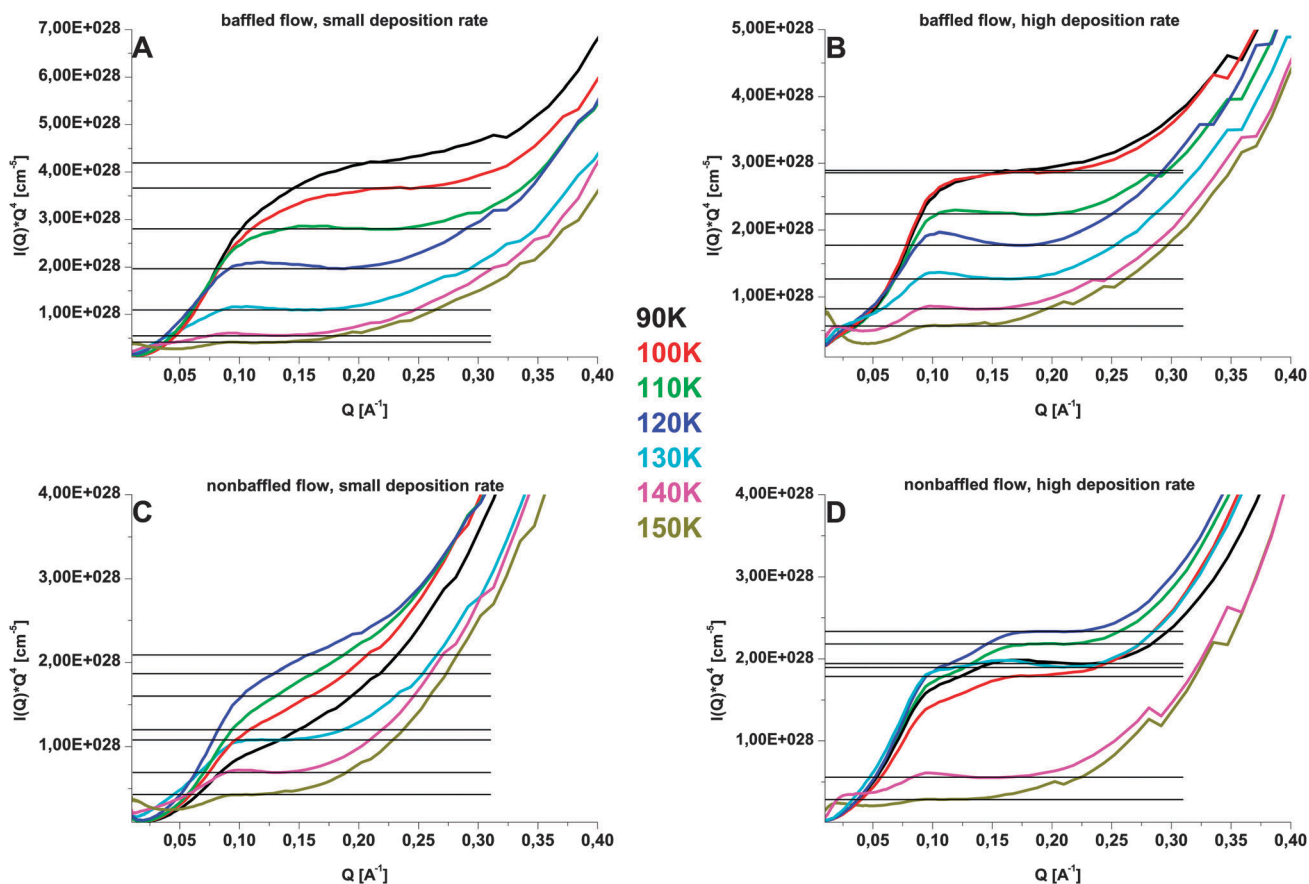 baffled flow, small deposition rate
A
7,00E+028
6,00E+028
5,00E+028
4,00E+028
3,00E+028
2,00E+028
1,00E+028
I(Q)*Q⁴ [cm⁻⁵]
0,05 0,10 0,15 0,20 0,25 0,30 0,35 0,40
Q [A⁻¹]
baffled flow, high deposition rate
B
5,00E+028
4,00E+028
3,00E+028
2,00E+028
1,00E+028
I(Q)*Q⁴ [cm⁻⁵]
0,05 0,10 0,15 0,20 0,25 0,30 0,35 0,40
Q [A⁻¹]
90K
100K
110K
120K
130K
140K
150K
nonbaffled flow, small deposition rate
C
4,00E+028
3,00E+028
2,00E+028
1,00E+028
I(Q)*Q⁴ [cm⁻⁵]
0,05 0,10 0,15 0,20 0,25 0,30 0,35 0,40
Q [A⁻¹]
nonbaffled flow, high deposition rate
D
4,00E+028
3,00E+028
2,00E+028
1,00E+028
I(Q)*Q⁴ [cm⁻⁵]
0,05 0,10 0,15 0,20 0,25 0,30 0,35 0,40
Q [A⁻¹]